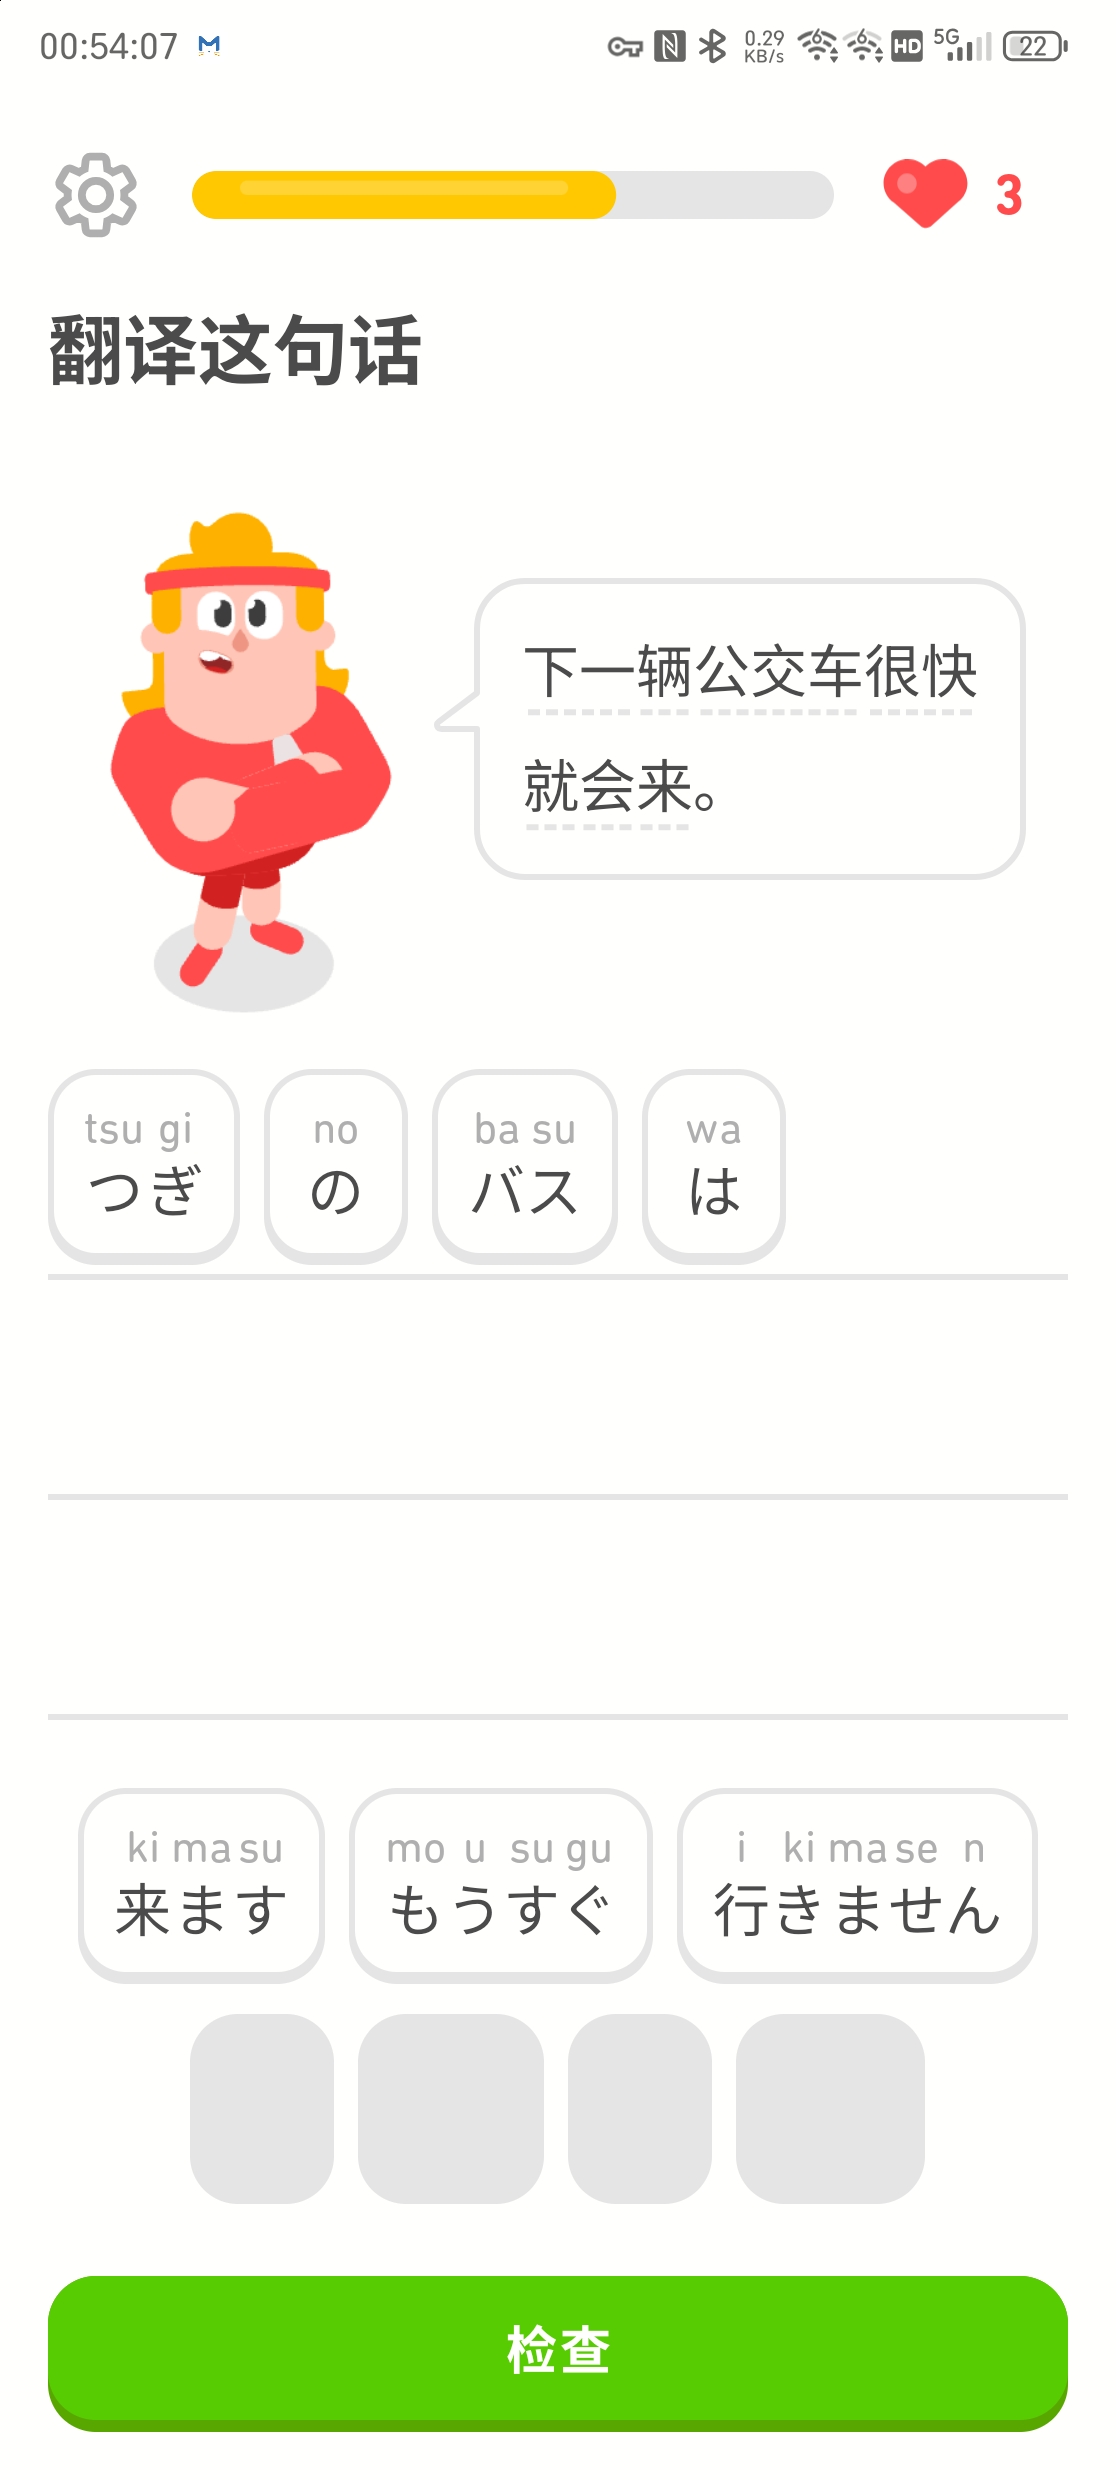 00:54:07 0.29 KB/s 6 6 HD 5G 22
3
翻译这句话
下一辆公交车很快
就会来。
tsu gi no ba su wa
つぎ の バス は
ki ma su mo u su gu i ki ma se n
来ます もうすぐ 行きません
检查